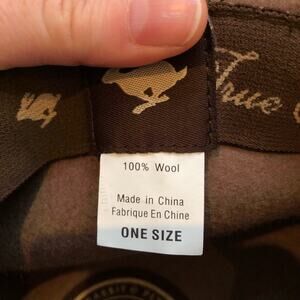 True
100% Wool
Made in China
Fabrique En Chine
ONE SIZE